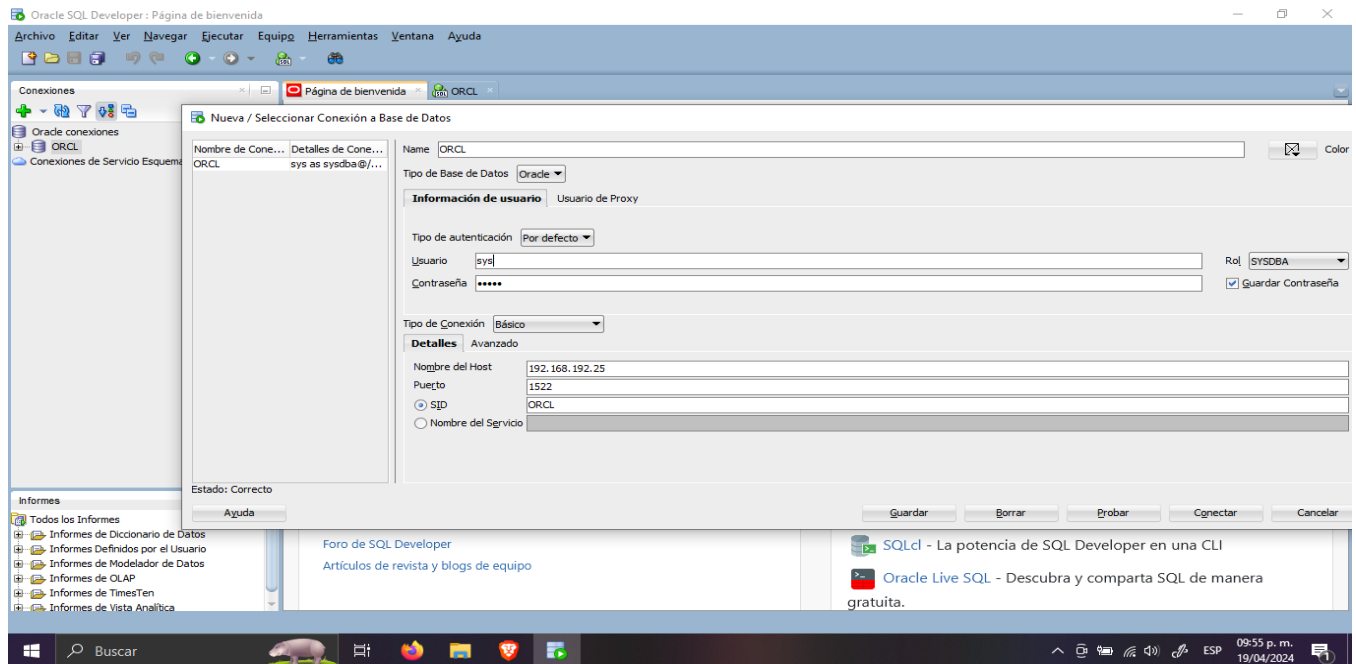 Oracle SQL Developer : Página de bienvenida
Archivo Editar Ver Navegar Ejecutar Equipo Herramientas Ventana Ayuda
Conexiones
Página de bienvenida
ORCL
Oracle conexiones
ORCL
Conexiones de Servicio Esquema
Nueva / Seleccionar Conexión a Base de Datos
Nombre de Cone... Detalles de Cone...
ORCL sys as sysdba@/...
Name ORCL
Color
Tipo de Base de Datos Oracle
Información de usuario Usuario de Proxy
Tipo de autenticación Por defecto
Usuario sys
Rol SYSDBA
Contraseña •••••
Guardar Contraseña
Tipo de Conexión Básico
Detalles Avanzado
Nombre del Host 192.168.192.25
Puerto 1522
SID ORCL
Nombre del Servicio
Estado: Correcto
Ayuda Guardar Borrar Probar Conectar Cancelar
Informes
Todos los Informes
Informes de Diccionario de Datos
Informes Definidos por el Usuario
Informes de Modelador de Datos
Informes de OLAP
Informes de TimesTen
Informes de Vista Analítica
Foro de SQL Developer
Artículos de revista y blogs de equipo
SQLcl - La potencia de SQL Developer en una CLI
Oracle Live SQL - Descubra y comparta SQL de manera
gratuita.
Buscar
ESP
09:55 p. m.
19/04/2024